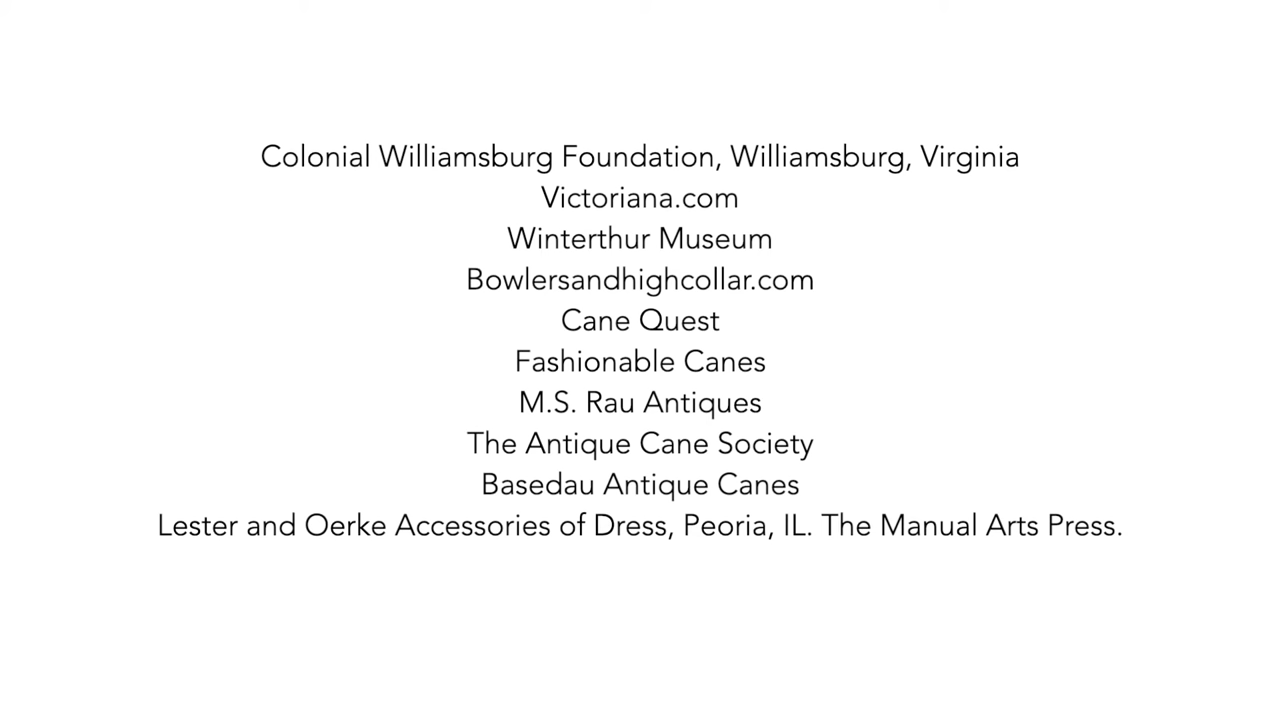 Colonial Williamsburg Foundation, Williamsburg, Virginia
Victoriana.com
Winterthur Museum
Bowlersandhighcollar.com
Cane Quest
Fashionable Canes
M.S. Rau Antiques
The Antique Cane Society
Basedau Antique Canes
Lester and Oerke Accessories of Dress, Peoria, IL. The Manual Arts Press.